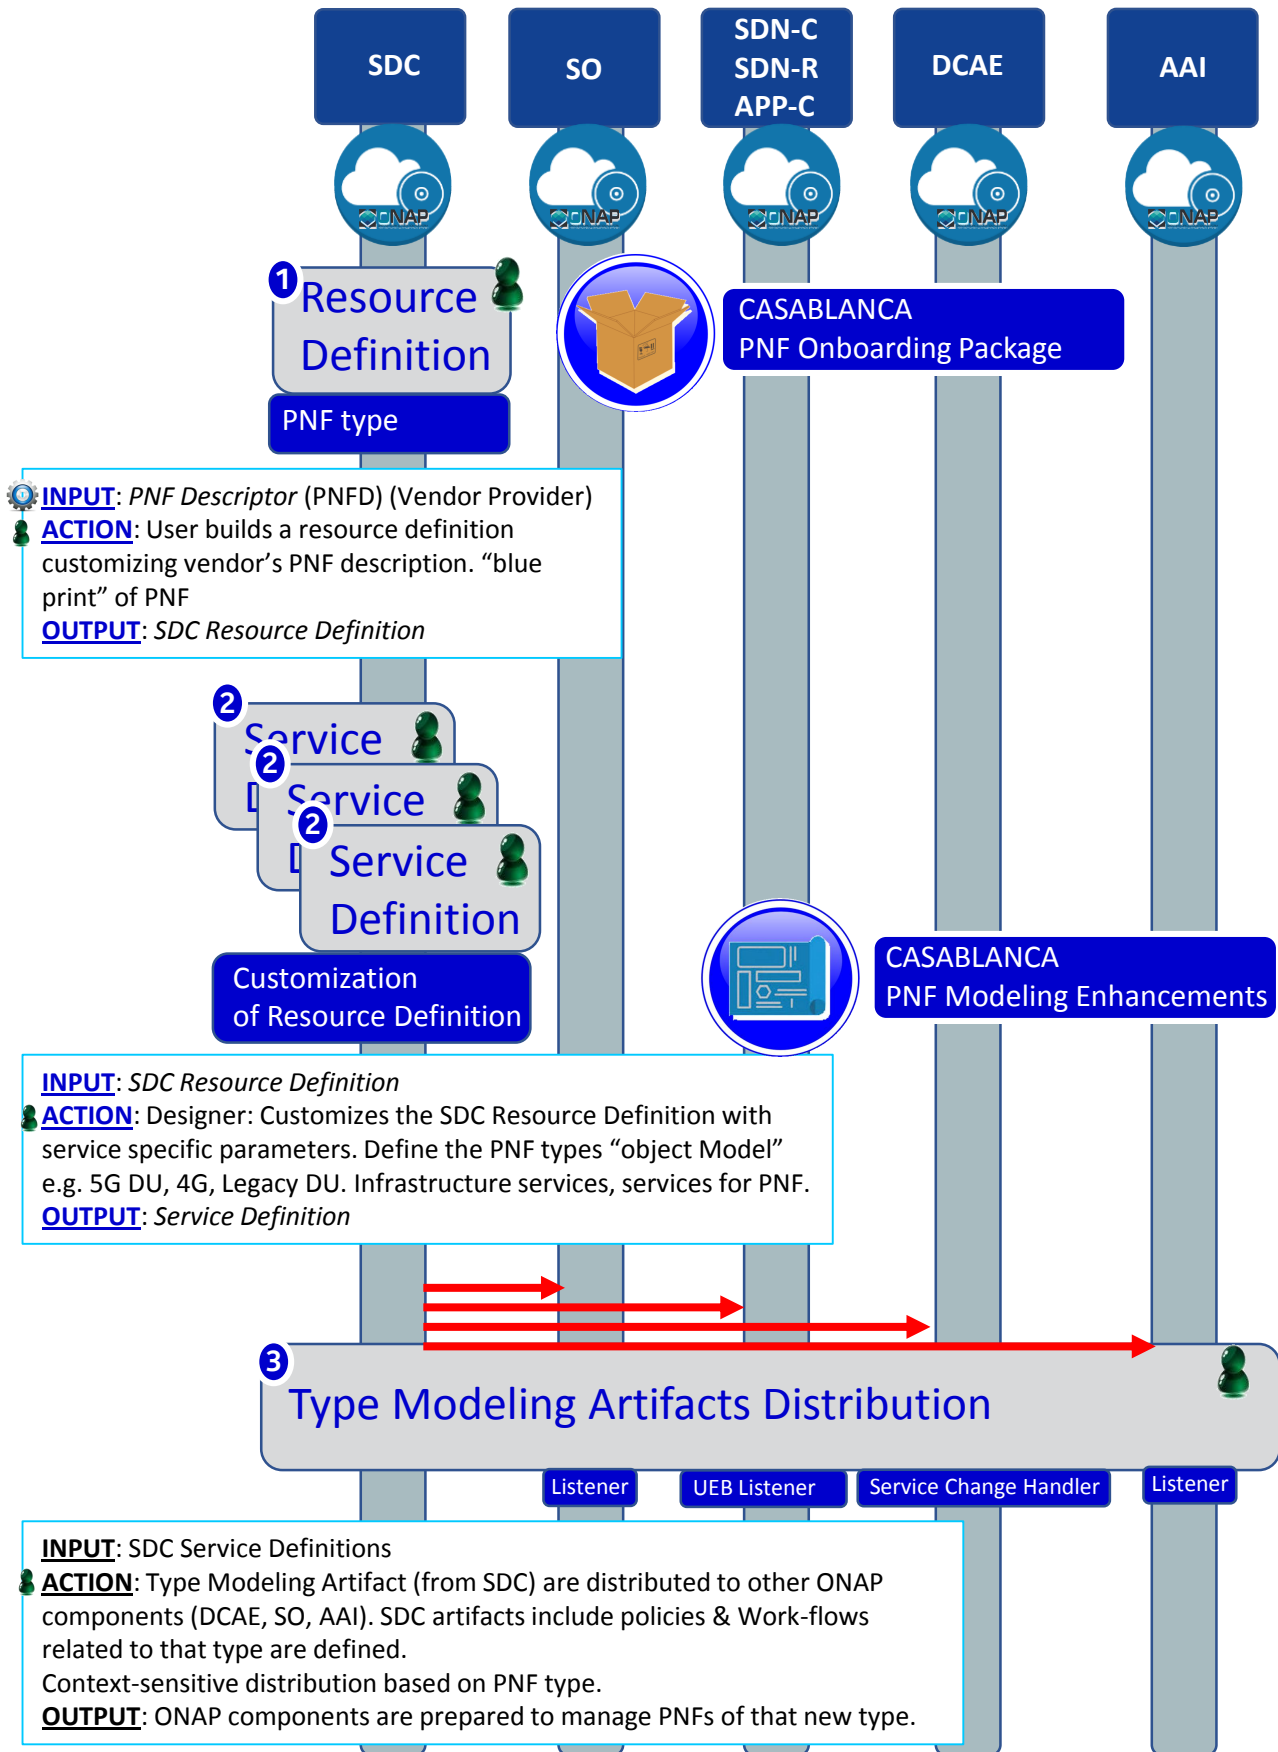 SDC
SO
SDN-C
SDN-R
APP-C
DCAE
AAI
ONAP
ONAP
ONAP
ONAP
ONAP
1
Resource
Definition
PNF type
CASABLANCA
PNF Onboarding Package
INPUT: PNF Descriptor (PNFD) (Vendor Provider)
ACTION: User builds a resource definition
customizing vendor's PNF description. “blue
print” of PNF
OUTPUT: SDC Resource Definition
2
Service
D
2
Service
D
2
Service
Definition
Customization
of Resource Definition
CASABLANCA
PNF Modeling Enhancements
INPUT: SDC Resource Definition
ACTION: Designer: Customizes the SDC Resource Definition with
service specific parameters. Define the PNF types “object Model”
e.g. 5G DU, 4G, Legacy DU. Infrastructure services, services for PNF.
OUTPUT: Service Definition
3
Type Modeling Artifacts Distribution
Listener
UEB Listener
Service Change Handler
Listener
INPUT: SDC Service Definitions
ACTION: Type Modeling Artifact (from SDC) are distributed to other ONAP
components (DCAE, SO, AAI). SDC artifacts include policies & Work-flows
related to that type are defined.
Context-sensitive distribution based on PNF type.
OUTPUT: ONAP components are prepared to manage PNFs of that new type.